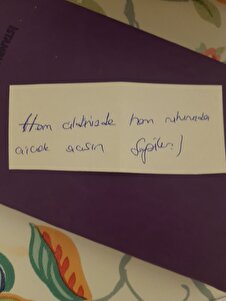 Hem cildinizde hem ruhunuzda
çiçek açsın Sevgiler :)